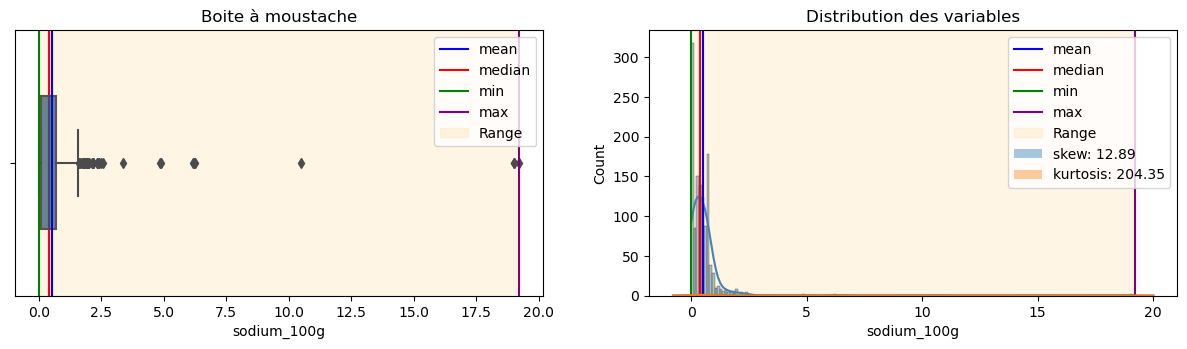 Boite à moustache
mean
median
min
max
Range
0.0 2.5 5.0 7.5 10.0 12.5 15.0 17.5 20.0
sodium_100g
Distribution des variables
mean
median
min
max
Range
skew: 12.89
kurtosis: 204.35
Count
300
250
200
150
100
50
0
0 5 10 15 20
sodium_100g